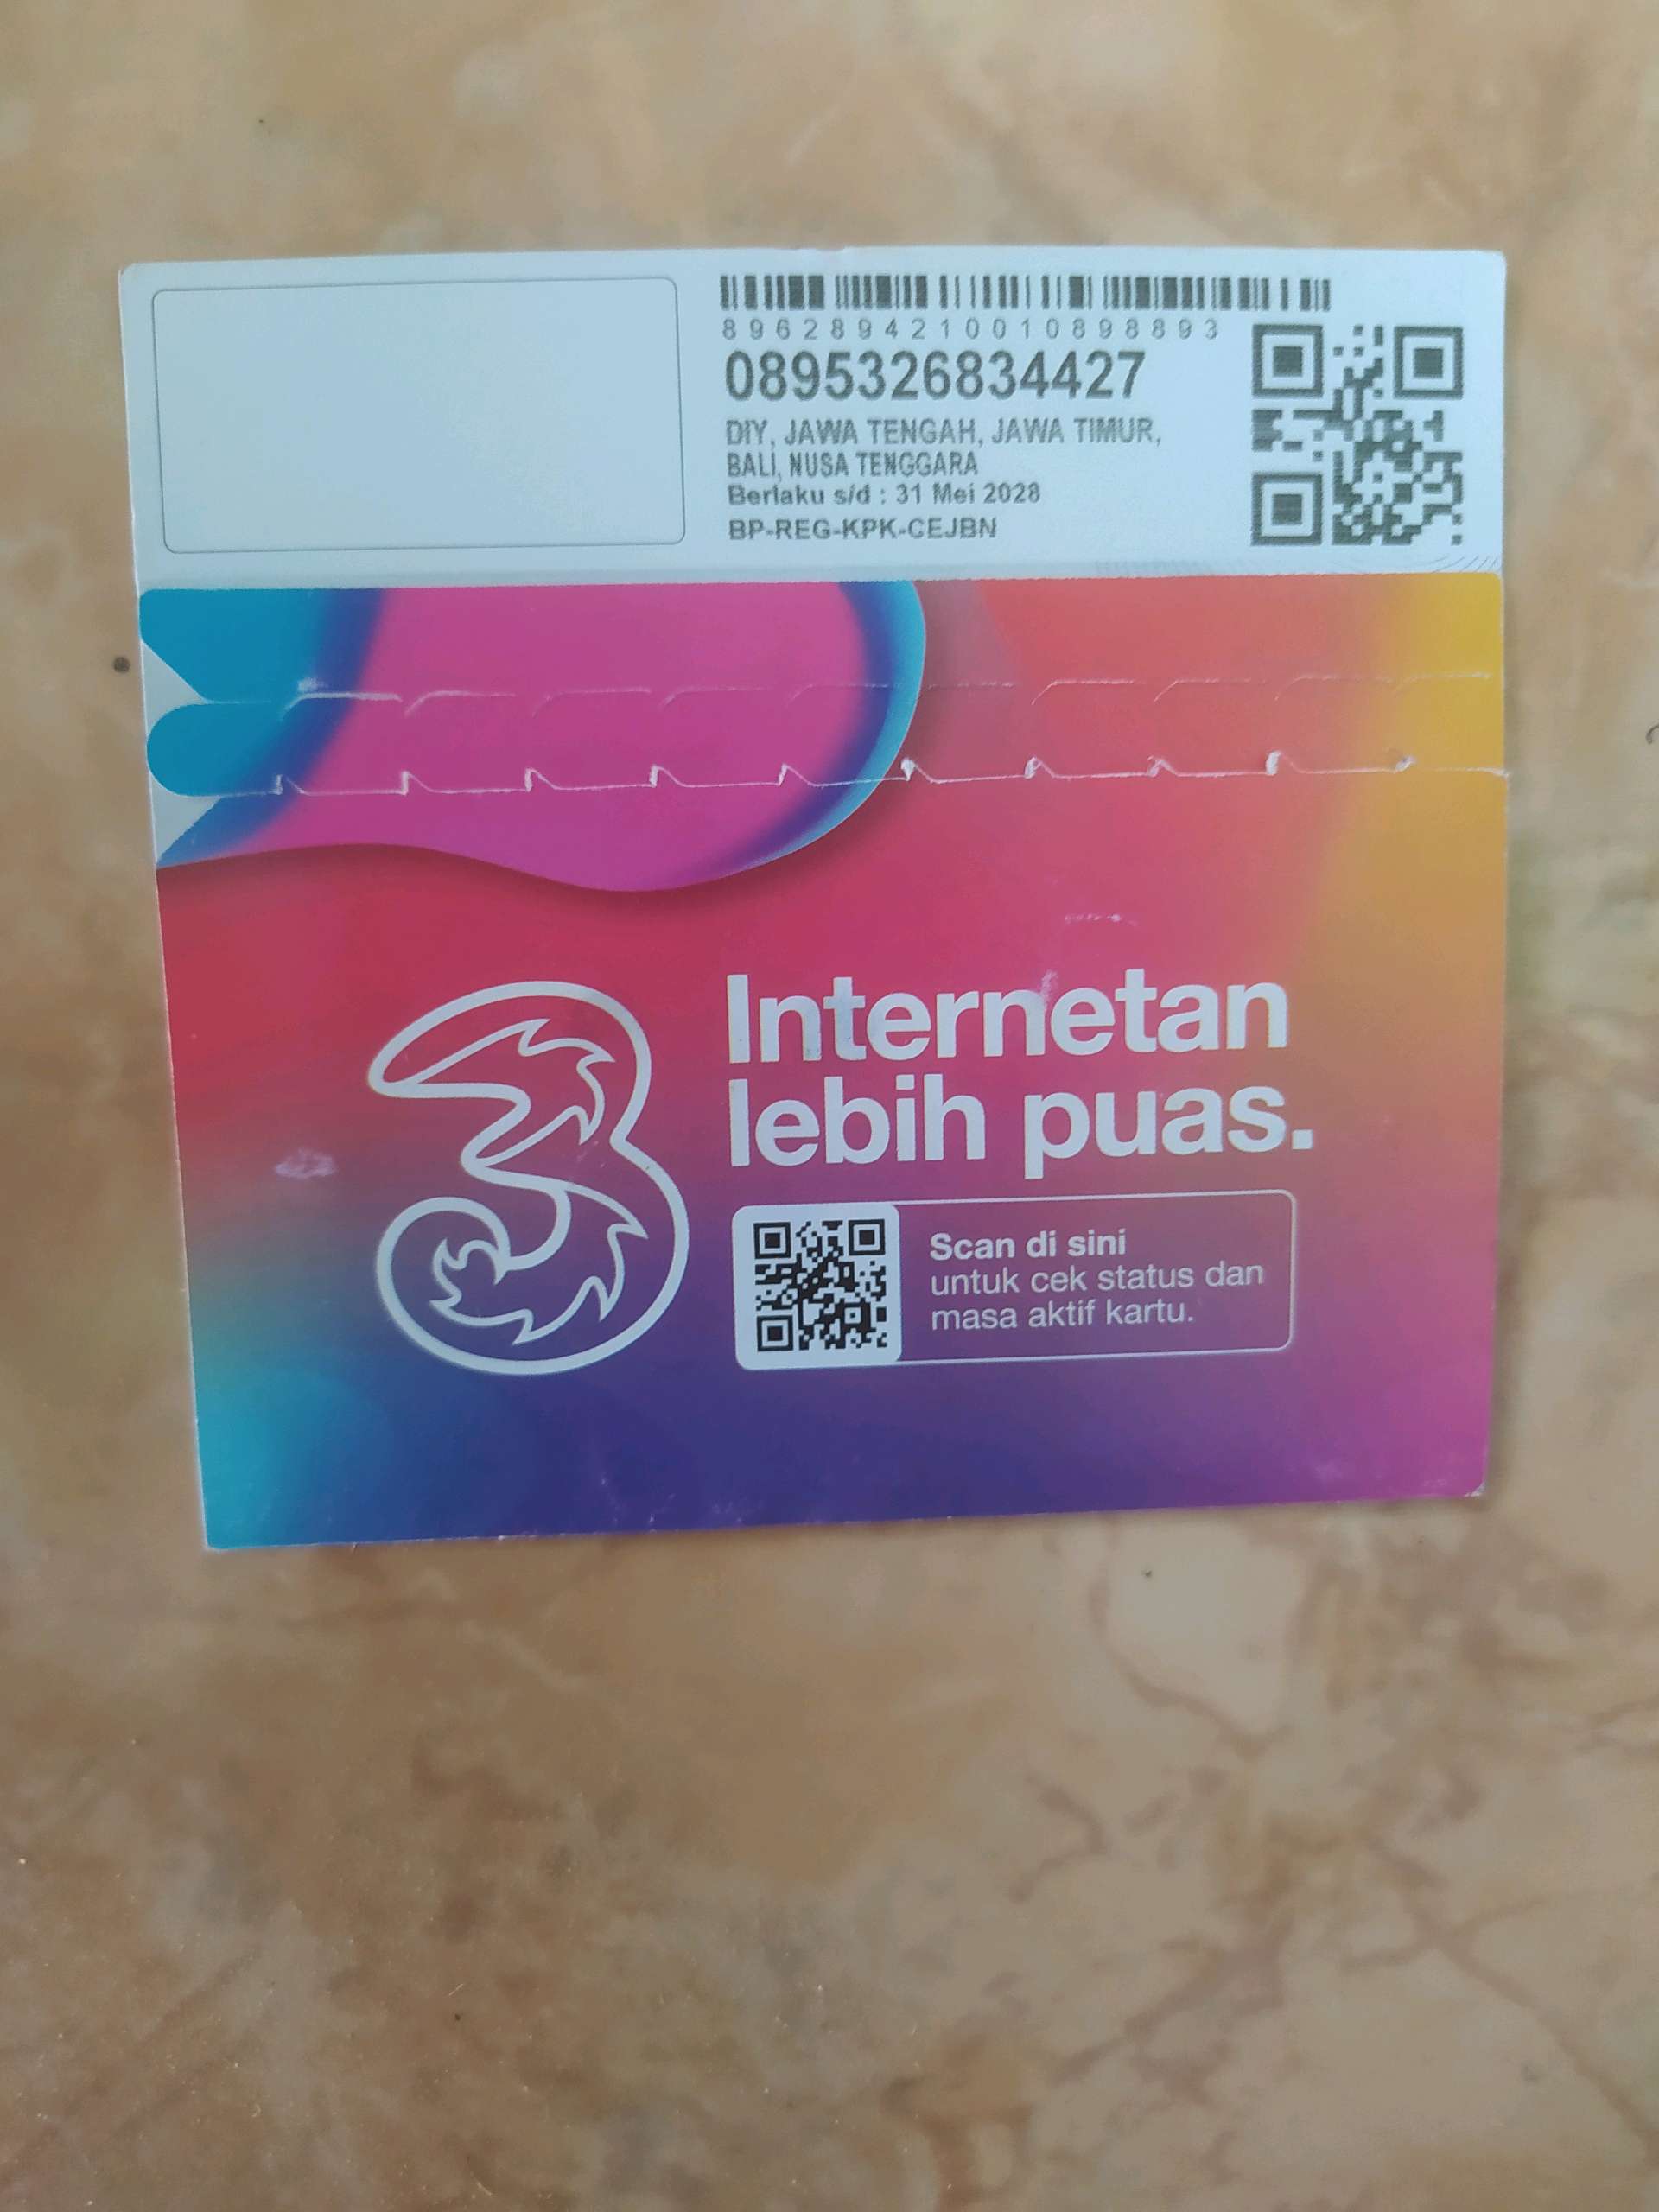 8962894210010898893
0895326834427
DIY, JAWA TENGAH, JAWA TIMUR,
BALI, NUSA TENGGARA
Berlaku s/d : 31 Mei 2028
BP-REG-KPK-CEJBN
3
Internetan
lebih puas.
Scan di sini
untuk cek status dan
masa aktif kartu.